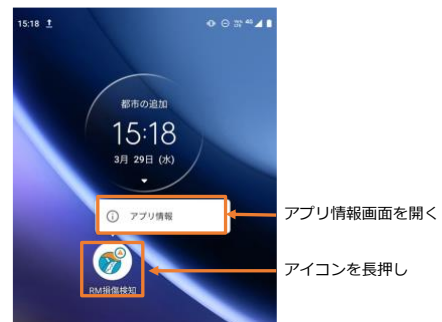 15:18
4G
都市の追加
15:18
3月 29日 (水)
アプリ情報
アプリ情報画面を開く
アイコンを長押し
RM損傷検知